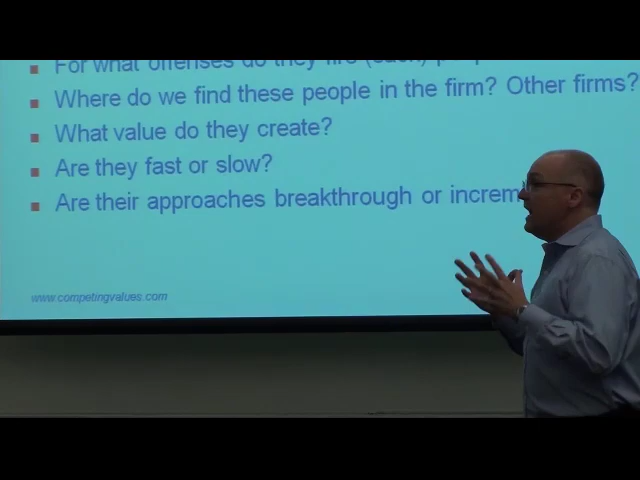 For what offenses do they fire (
Where do we find these people in the firm? Other firms?
What value do they create?
Are they fast or slow?
Are their approaches breakthrough or increm
www.competingvalues.com